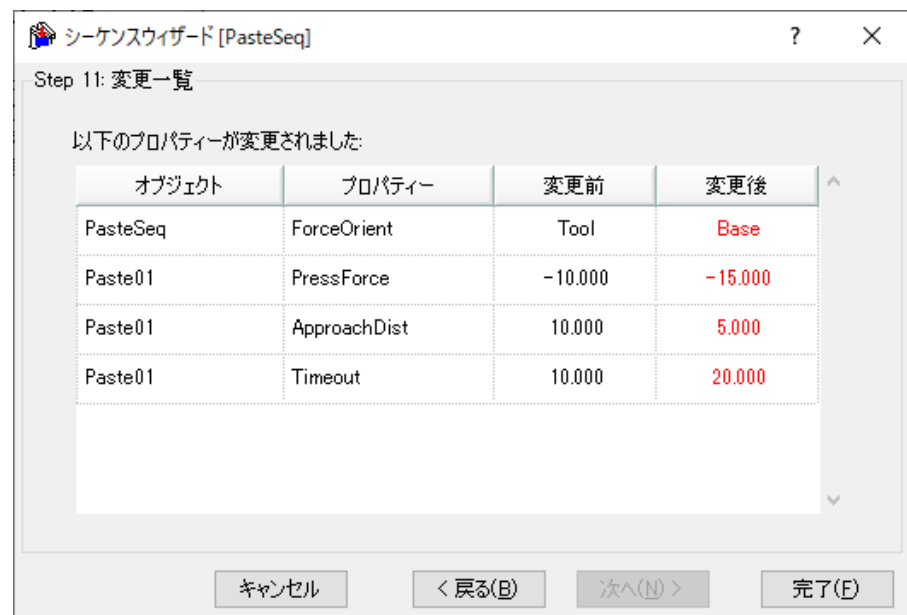 シーケンスウィザード [PasteSeq] ?
Step 11: 変更一覧
以下のプロパティーが変更されました:
オブジェクト プロパティー 変更前 変更後
PasteSeq ForceOrient Tool Base
Paste01 PressForce -10.000 -15.000
Paste01 ApproachDist 10.000 5.000
Paste01 Timeout 10.000 20.000
キャンセル < 戻る(B) 次へ(N) > 完了(F)